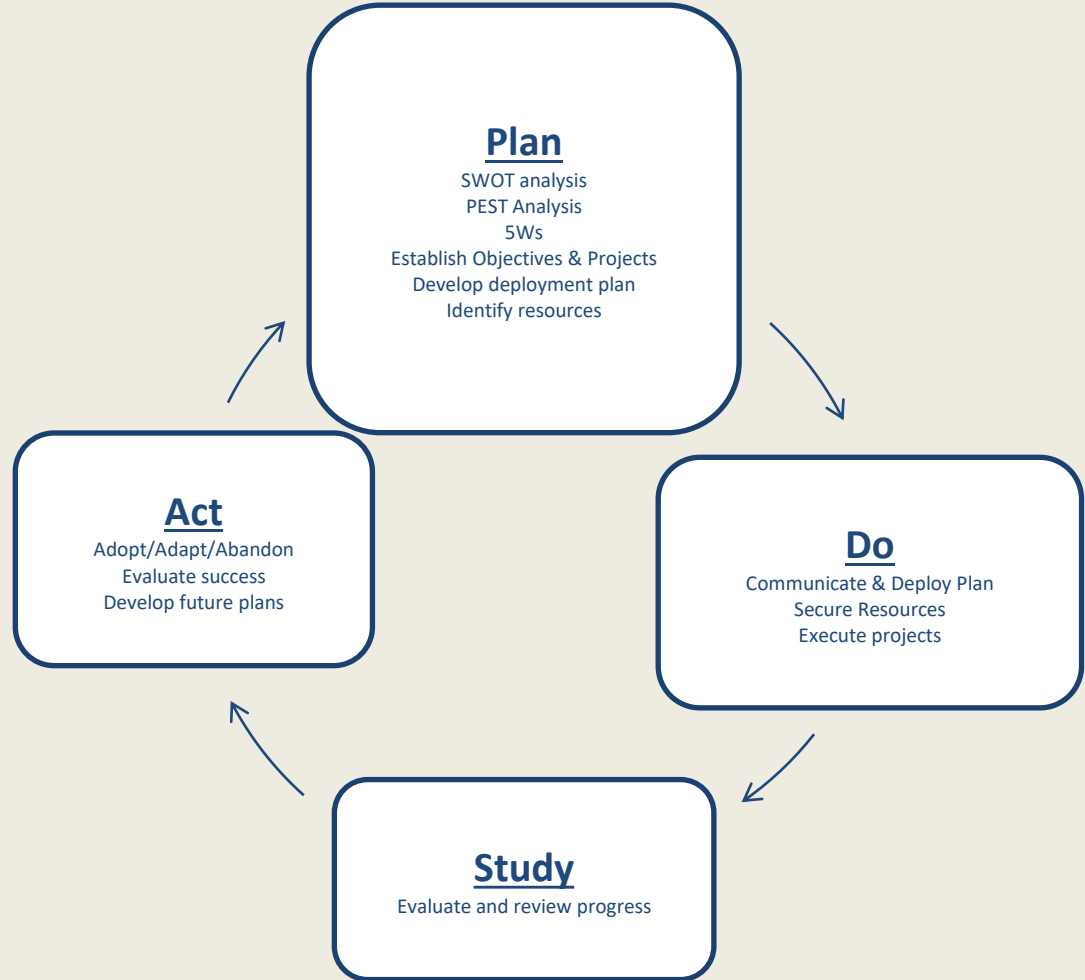 Plan
SWOT analysis
PEST Analysis
5Ws
Establish Objectives & Projects
Develop deployment plan
Identify resources
Do
Communicate & Deploy Plan
Secure Resources
Execute projects
Study
Evaluate and review progress
Act
Adopt/Adapt/Abandon
Evaluate success
Develop future plans